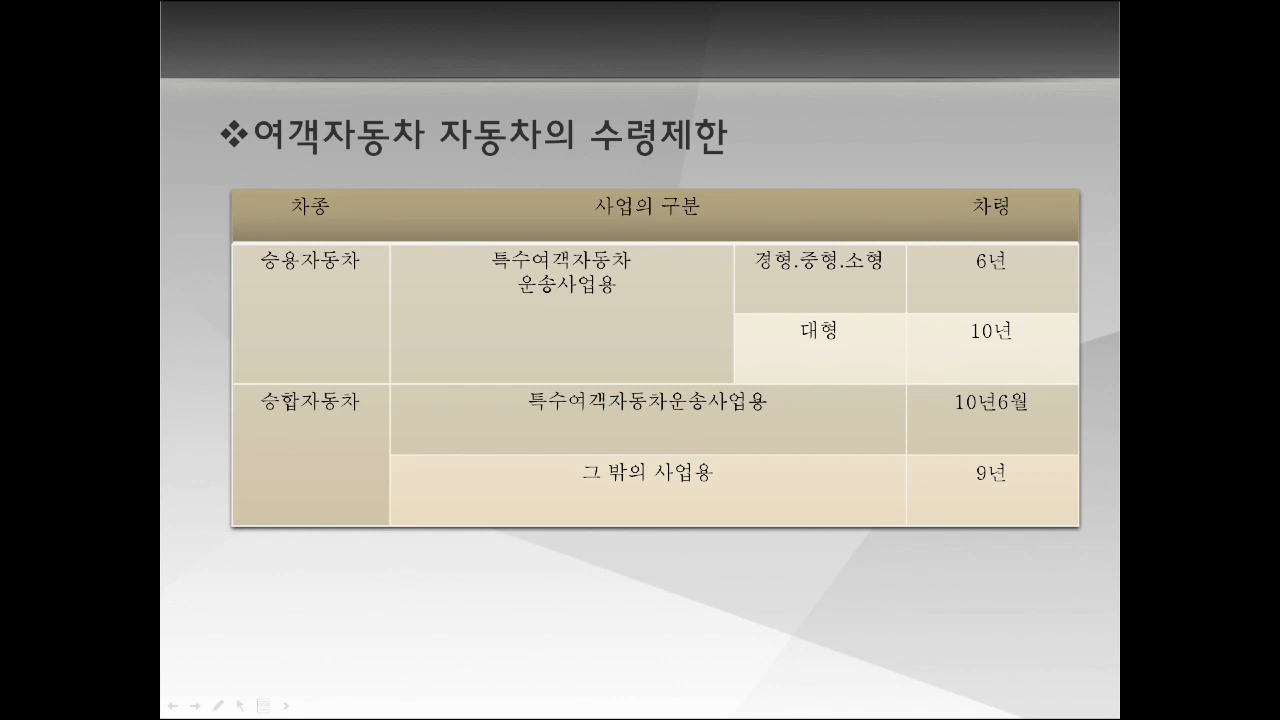 ❖여객자동차 자동차의 수령제한
차종 사업의 구분 차령
승용자동차 특수여객자동차 경형.중형.소형 6년
운송사업용
대형 10년
승합자동차 특수여객자동차운송사업용 10년6월
그 밖의 사업용 9년